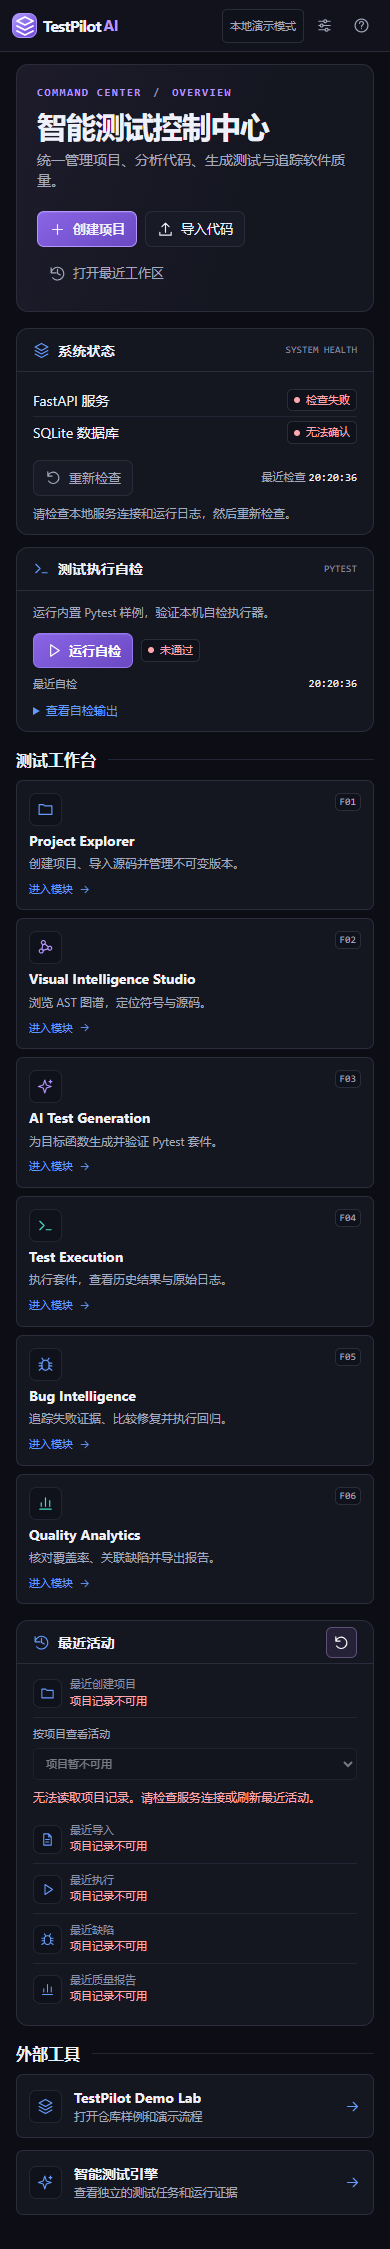 TestPilot AI
本地演示模式
COMMAND CENTER / OVERVIEW
智能测试控制中心
统一管理项目、分析代码、生成测试与追踪软件质
量。
创建项目
导入代码
打开最近工作区
系统状态
SYSTEM HEALTH
FastAPI 服务
检查失败
SQLite 数据库
无法确认
重新检查
最近检查 20:20:36
请检查本地服务连接和运行日志，然后重新检查。
测试执行自检
PYTEST
运行内置 Pytest 样例，验证本机自检执行器。
运行自检
未通过
最近自检
20:20:36
查看自检输出
测试工作台
F01
Project Explorer
创建项目、导入源码并管理不可变版本。
进入模块 →
F02
Visual Intelligence Studio
浏览 AST 图谱，定位符号与源码。
进入模块 →
F03
AI Test Generation
为目标函数生成并验证 Pytest 套件。
进入模块 →
F04
Test Execution
执行套件，查看历史结果与原始日志。
进入模块 →
F05
Bug Intelligence
追踪失败证据、比较修复并执行回归。
进入模块 →
F06
Quality Analytics
核对覆盖率、关联缺陷并导出报告。
进入模块 →
最近活动
最近创建项目
项目记录不可用
按项目查看活动
项目暂不可用
无法读取项目记录。请检查服务连接或刷新最近活动。
最近导入
项目记录不可用
最近执行
项目记录不可用
最近缺陷
项目记录不可用
最近质量报告
项目记录不可用
外部工具
TestPilot Demo Lab
打开仓库样例和演示流程
智能测试引擎
查看独立的测试任务和运行证据